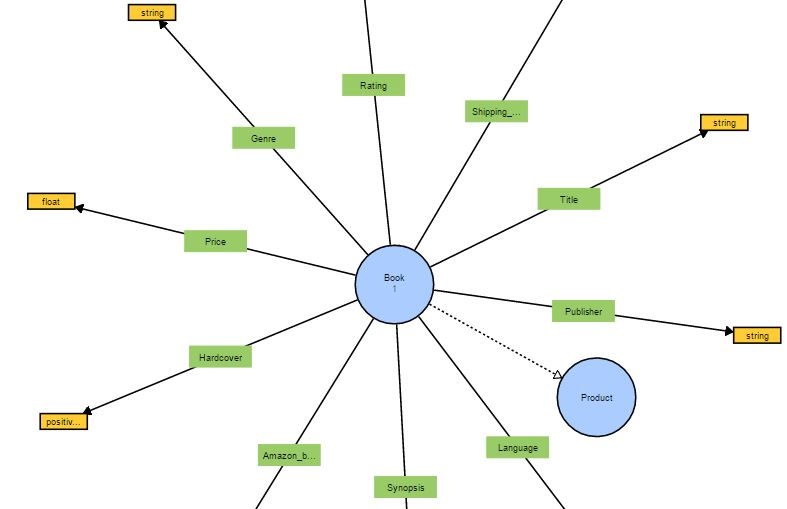 string
Rating
Shipping_...
string
Genre
Title
float
Price
Book
1
Publisher
string
Hardcover
Product
positiv...
Language
Amazon_b...
Synopsis